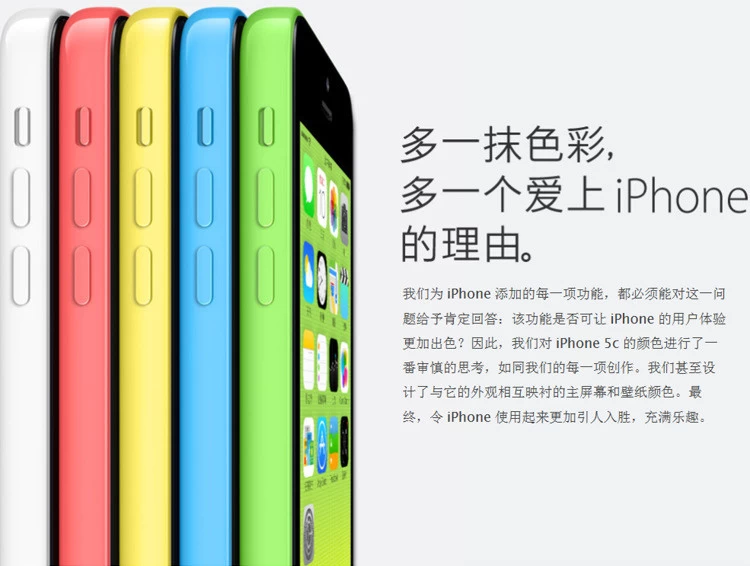 多一抹色彩,
多一个爱上 iPhone
的理由。
我们为 iPhone 添加的每一项功能，都必须能对这一问
题给予肯定回答：该功能是否可让 iPhone 的用户体验
更加出色？因此，我们对 iPhone 5c 的颜色进行了一
番审慎的思考，如同我们的每一项创作。我们甚至设
计了与它的外观相互映衬的主屏幕和壁纸颜色。最
终，令 iPhone 使用起来更加引人入胜，充满乐趣。